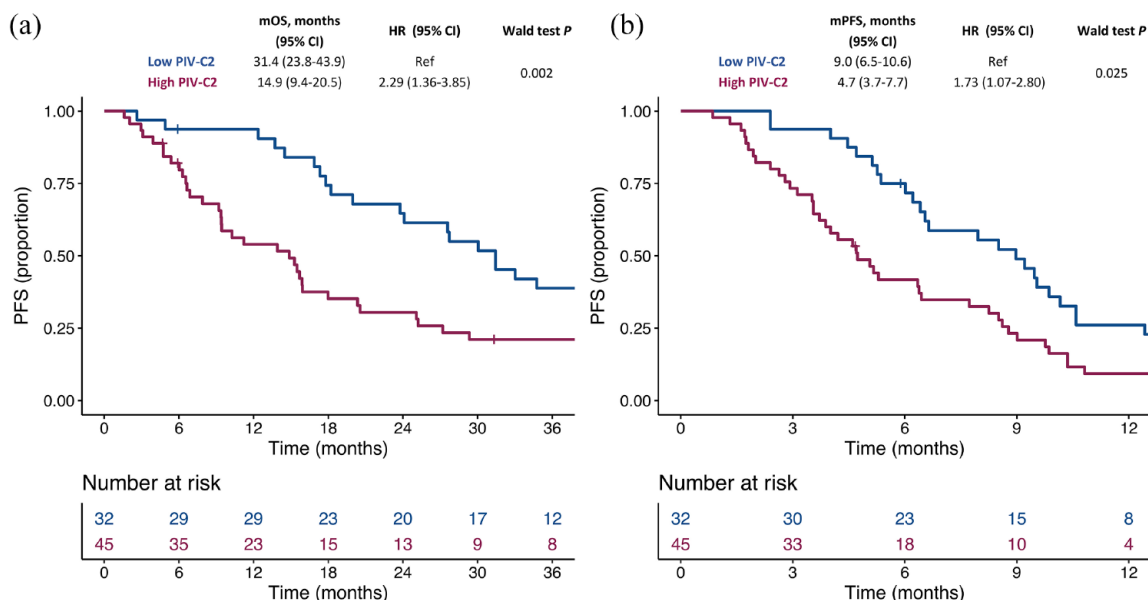 (a)
mOS, months HR (95% CI) Wald test P
(95% CI)
Low PIV-C2 31.4 (23.8-43.9) Ref
0.002
High PIV-C2 14.9 (9.4-20.5) 2.29 (1.36-3.85)
1.00
0.75
0.50
0.25
0.00
PFS (proportion)
0 6 12 18 24 30 36
Time (months)
Number at risk
32 29 29 23 20 17 12
45 35 23 15 13 9 8
0 6 12 18 24 30 36
Time (months)
(b)
mPFS, months HR (95% CI) Wald test P
(95% CI)
Low PIV-C2 9.0 (6.5-10.6) Ref
0.025
High PIV-C2 4.7 (3.7-7.7) 1.73 (1.07-2.80)
1.00
0.75
0.50
0.25
0.00
PFS (proportion)
0 3 6 9 12
Time (months)
Number at risk
32 30 23 15 8
45 33 18 10 4
0 3 6 9 12
Time (months)